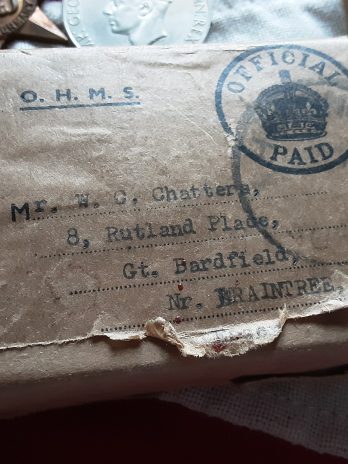 O. H. M. S.
OFFICIAL
PAID
Mr. W. G. Chatters,
8, Rutland Place,
Gt. Bardfield,
Nr. BRAINTREE,